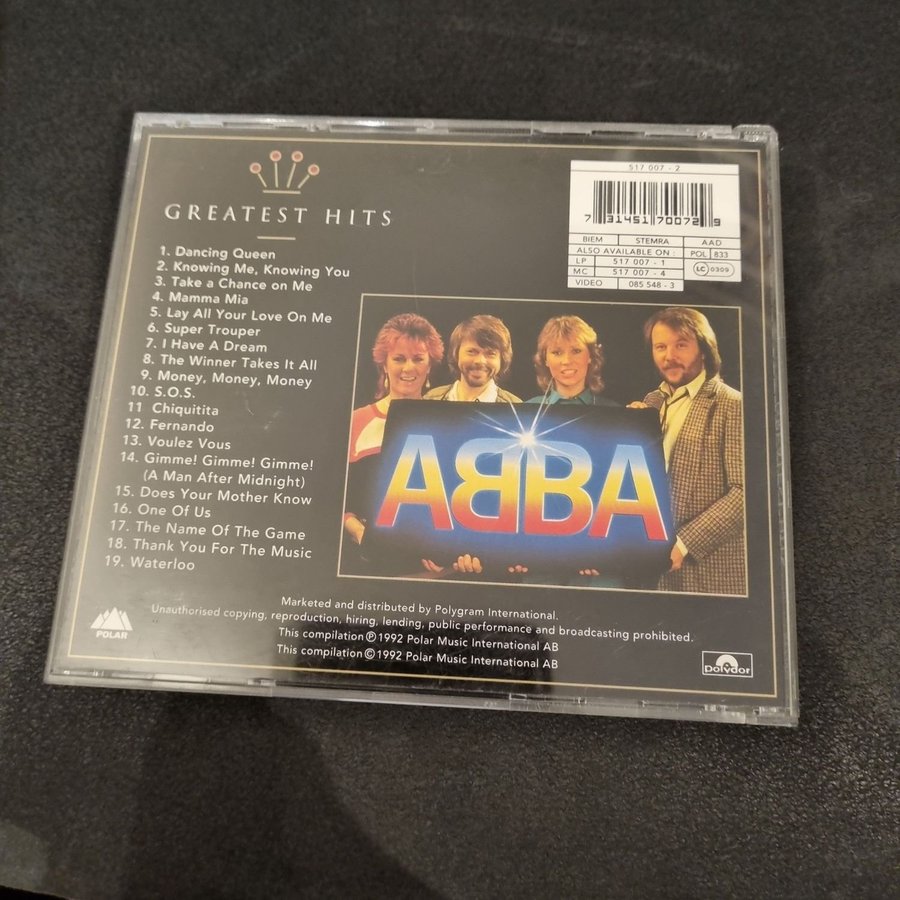 517 007 - 2
7 31451 70072 9
BIEM STEMRA AAD
ALSO AVAILABLE ON : POL 833
LP 517 007 - 1
MC 517 007 - 4
VIDEO 085 548 - 3
LC 0309
GREATEST HITS
1. Dancing Queen
2. Knowing Me, Knowing You
3. Take a Chance on Me
4. Mamma Mia
5. Lay All Your Love On Me
6. Super Trouper
7. I Have A Dream
8. The Winner Takes It All
9. Money, Money, Money
10. S.O.S.
11 Chiquitita
12. Fernando
13. Voulez Vous
14. Gimme! Gimme! Gimme!
(A Man After Midnight)
15. Does Your Mother Know
16. One Of Us
17. The Name Of The Game
18. Thank You For The Music
19. Waterloo
ABBA
Marketed and distributed by Polygram International.
Unauthorised copying, reproduction, hiring, lending, public performance and broadcasting prohibited.
This compilation ℗ 1992 Polar Music International AB
This compilation © 1992 Polar Music International AB
POLAR
Polydor